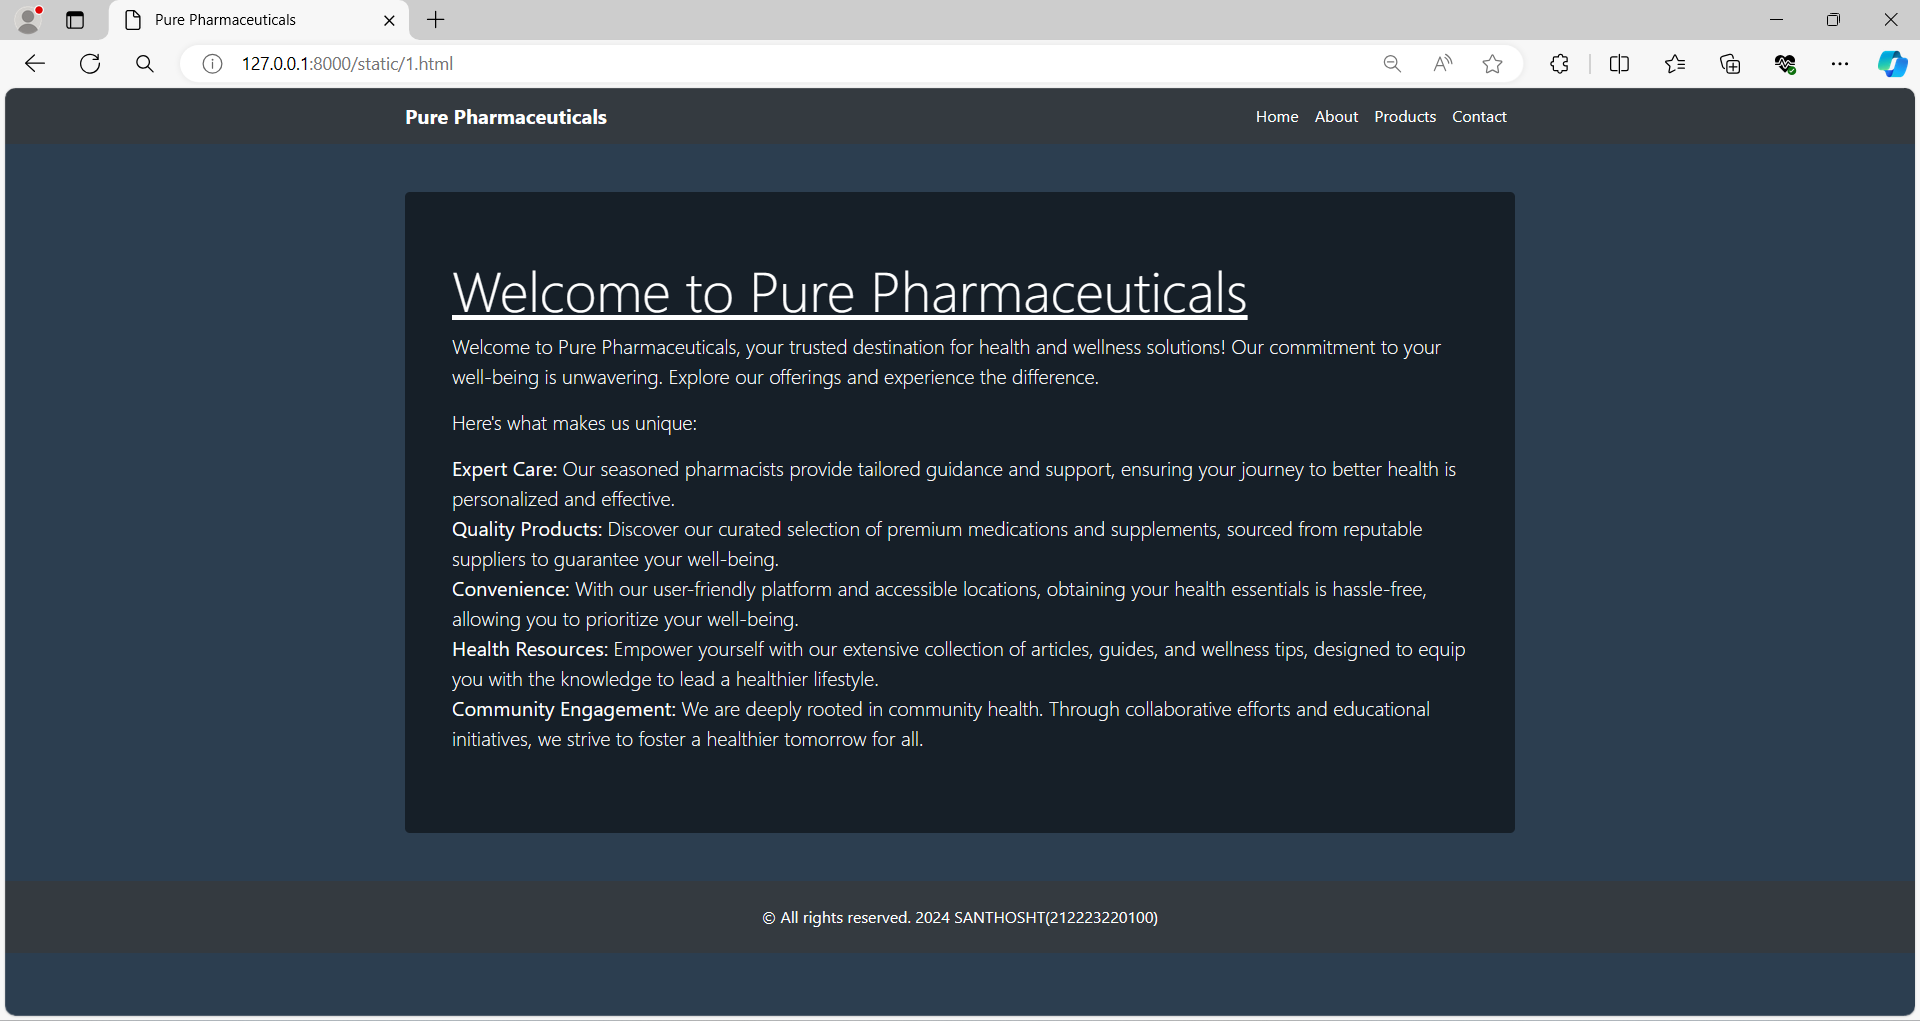 Pure Pharmaceuticals
127.0.0.1:8000/static/1.html
Pure Pharmaceuticals
Home About Products Contact
Welcome to Pure Pharmaceuticals
Welcome to Pure Pharmaceuticals, your trusted destination for health and wellness solutions! Our commitment to your
well-being is unwavering. Explore our offerings and experience the difference.
Here's what makes us unique:
Expert Care: Our seasoned pharmacists provide tailored guidance and support, ensuring your journey to better health is
personalized and effective.
Quality Products: Discover our curated selection of premium medications and supplements, sourced from reputable
suppliers to guarantee your well-being.
Convenience: With our user-friendly platform and accessible locations, obtaining your health essentials is hassle-free,
allowing you to prioritize your well-being.
Health Resources: Empower yourself with our extensive collection of articles, guides, and wellness tips, designed to equip
you with the knowledge to lead a healthier lifestyle.
Community Engagement: We are deeply rooted in community health. Through collaborative efforts and educational
initiatives, we strive to foster a healthier tomorrow for all.
© All rights reserved. 2024 SANTHOSHT(212223220100)